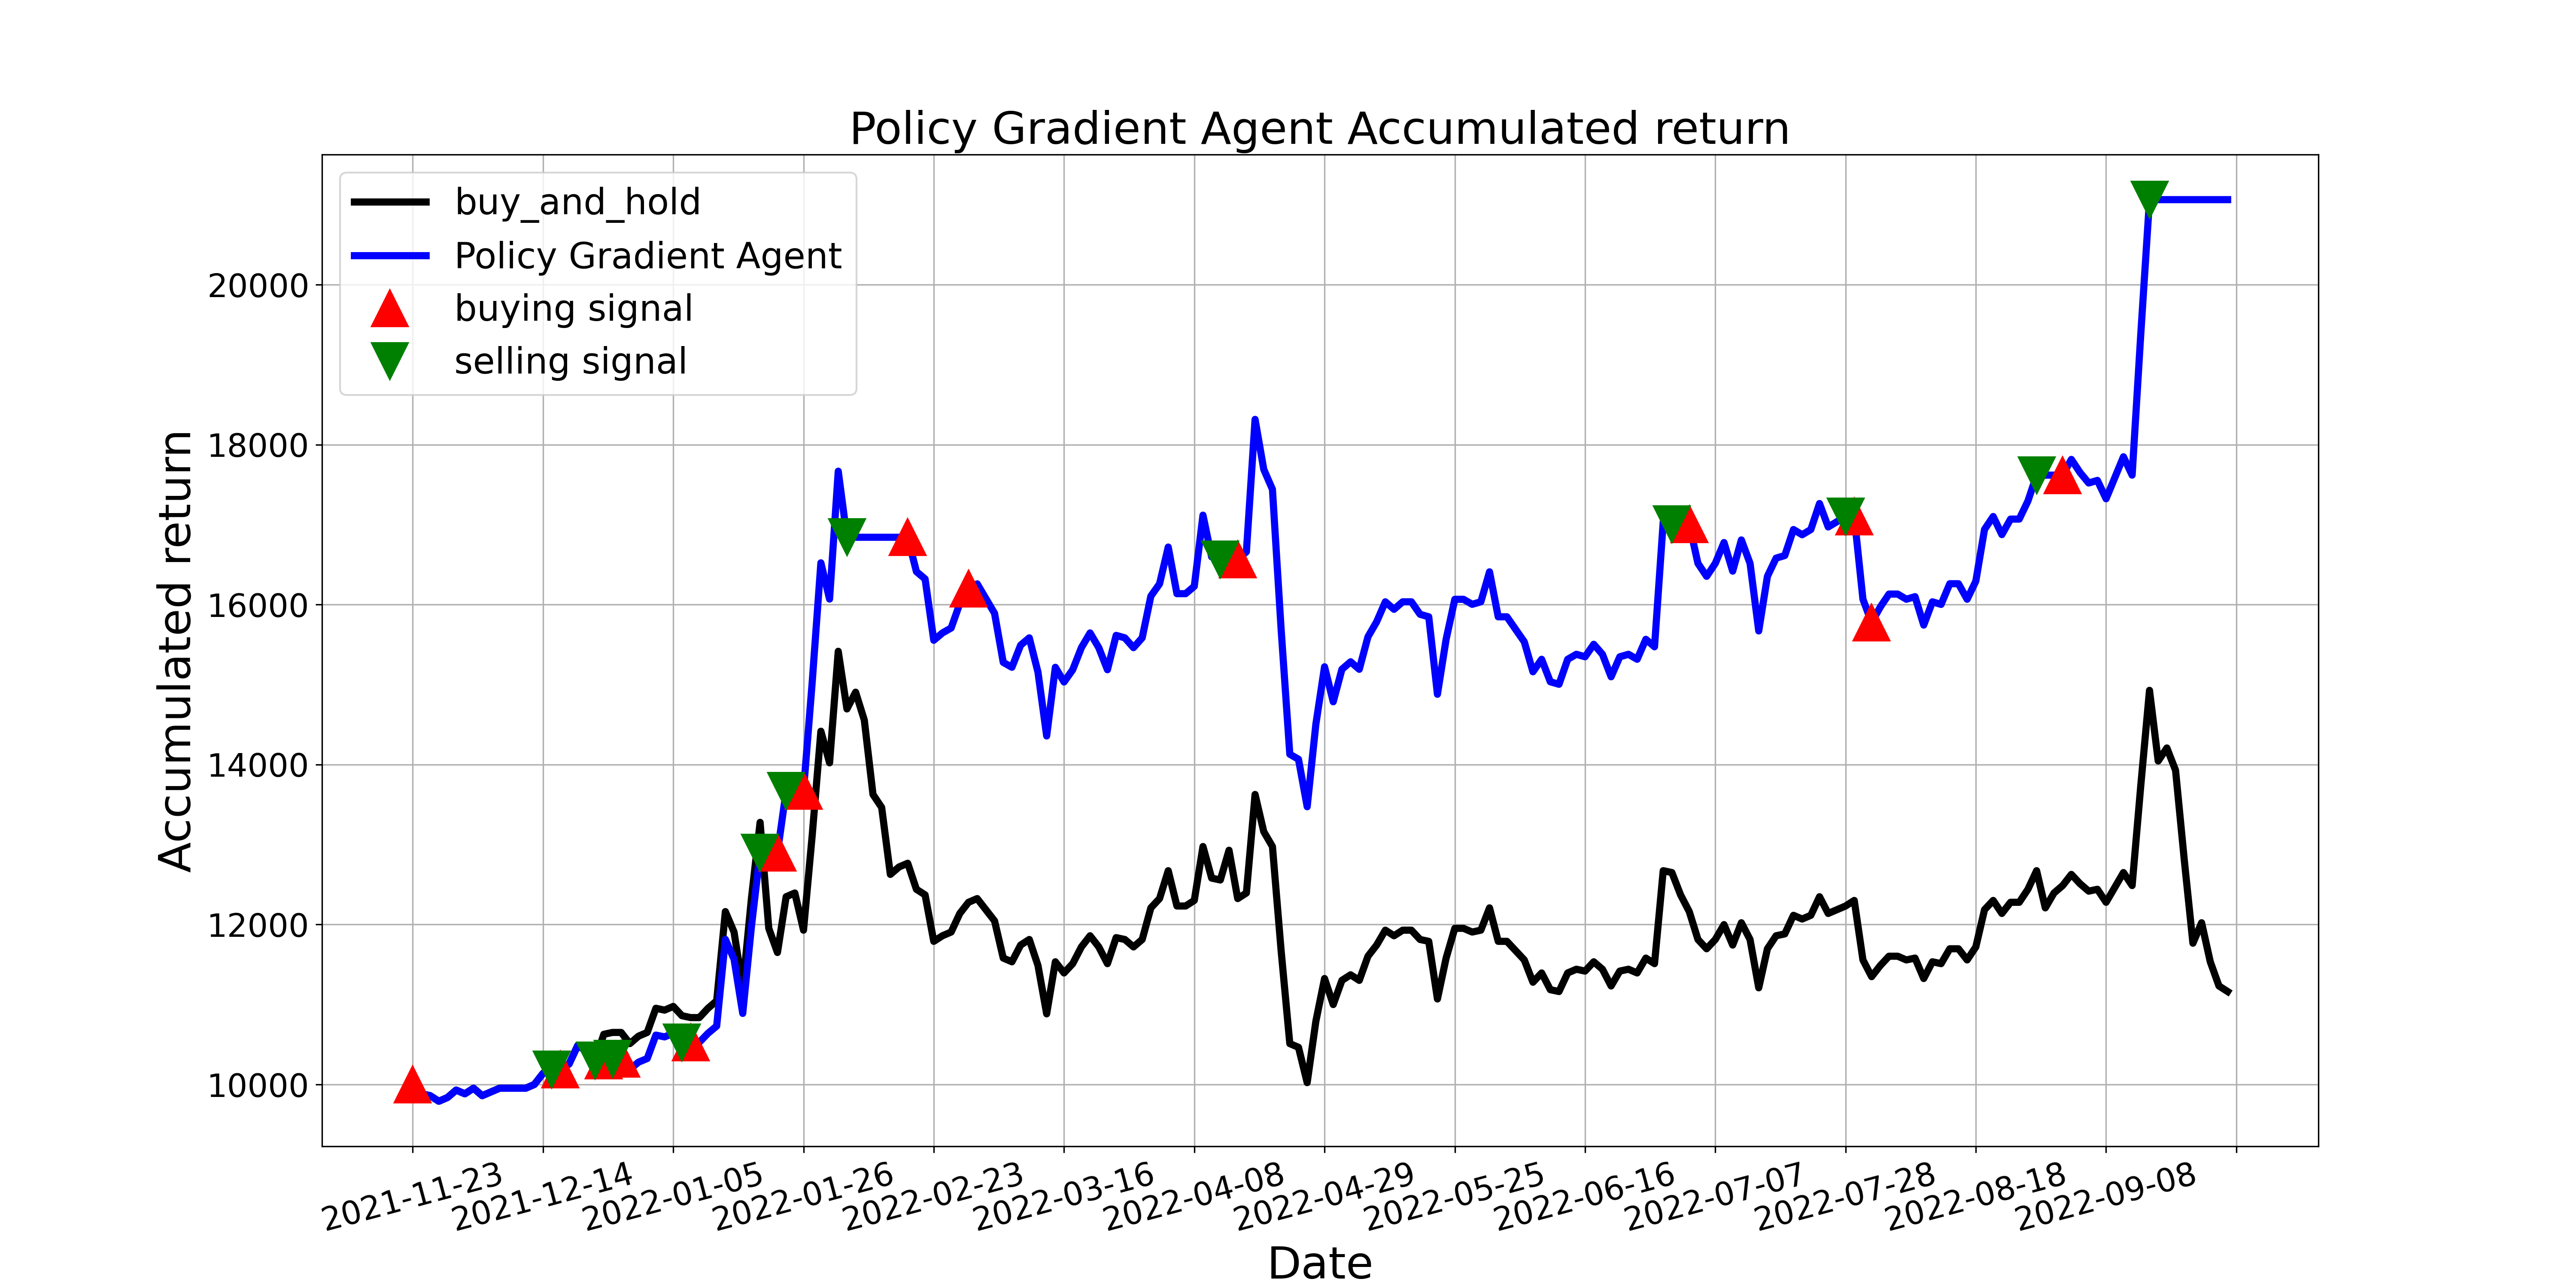 Policy Gradient Agent Accumulated return
buy_and_hold
Policy Gradient Agent
buying signal
selling signal
Accumulated return
20000
18000
16000
14000
12000
10000
2021-11-23
2021-12-14
2022-01-05
2022-01-26
2022-02-23
2022-03-16
2022-04-08
2022-04-29
2022-05-25
2022-06-16
2022-07-07
2022-07-28
2022-08-18
2022-09-08
Date